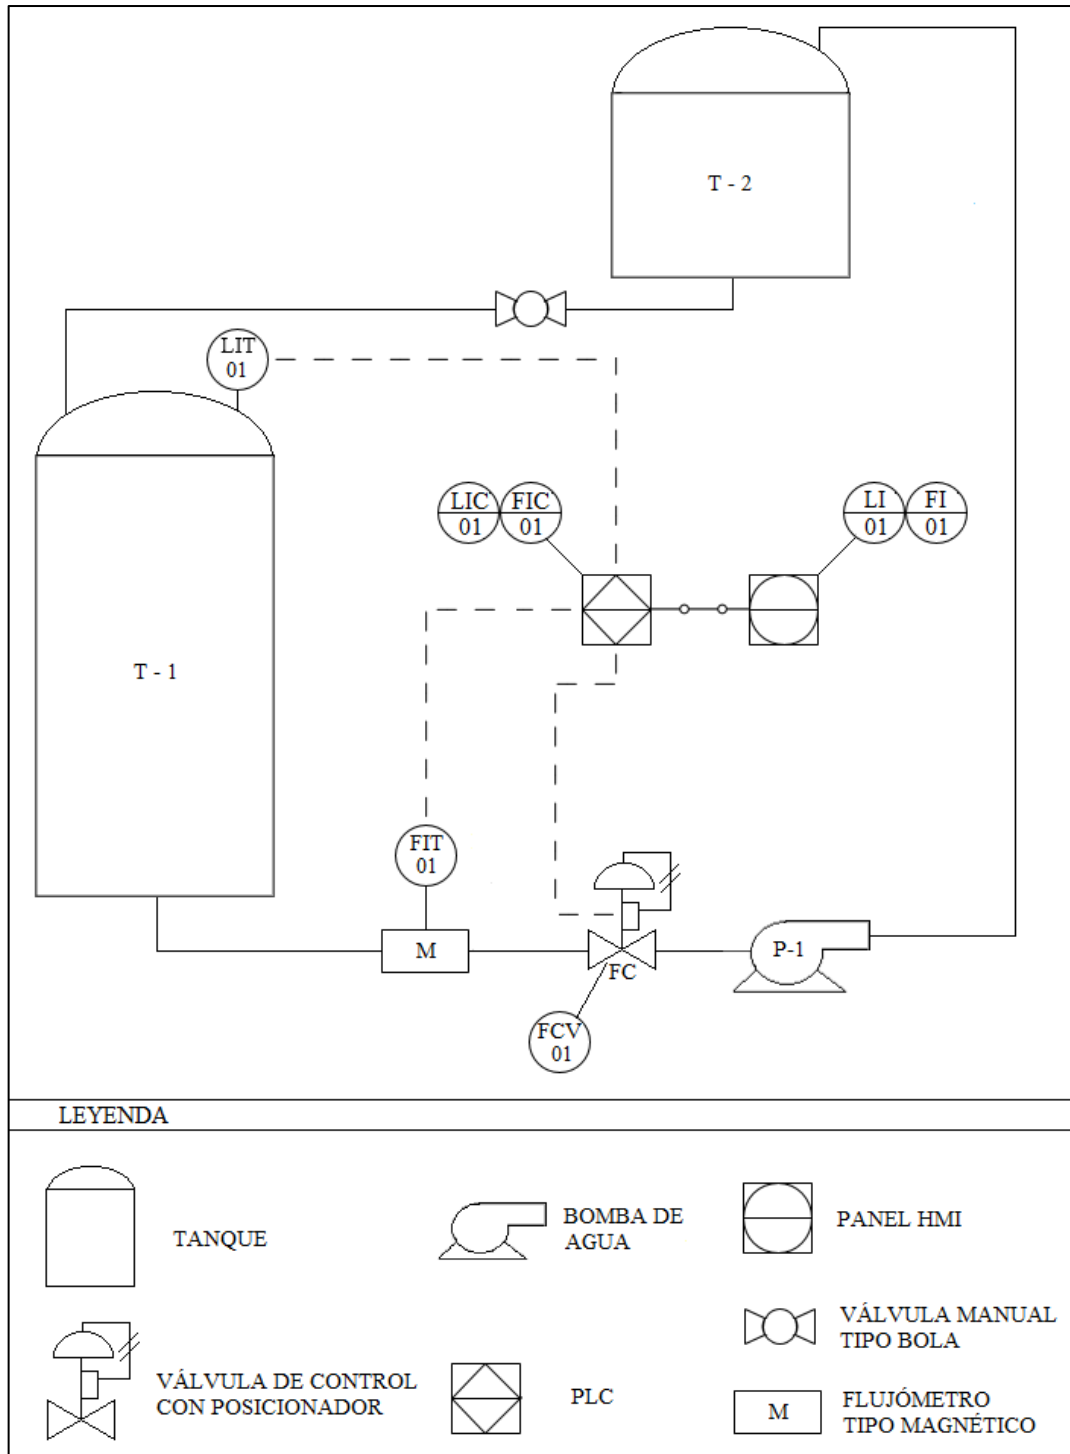 T - 2
LIT
01
LIC
01
FIC
01
LI
01
FI
01
T - 1
FIT
01
M
FC
P-1
FCV
01
LEYENDA
TANQUE
BOMBA DE
AGUA
PANEL HMI
VÁLVULA DE CONTROL
CON POSICIONADOR
PLC
VÁLVULA MANUAL
TIPO BOLA
M
FLUJÓMETRO
TIPO MAGNÉTICO